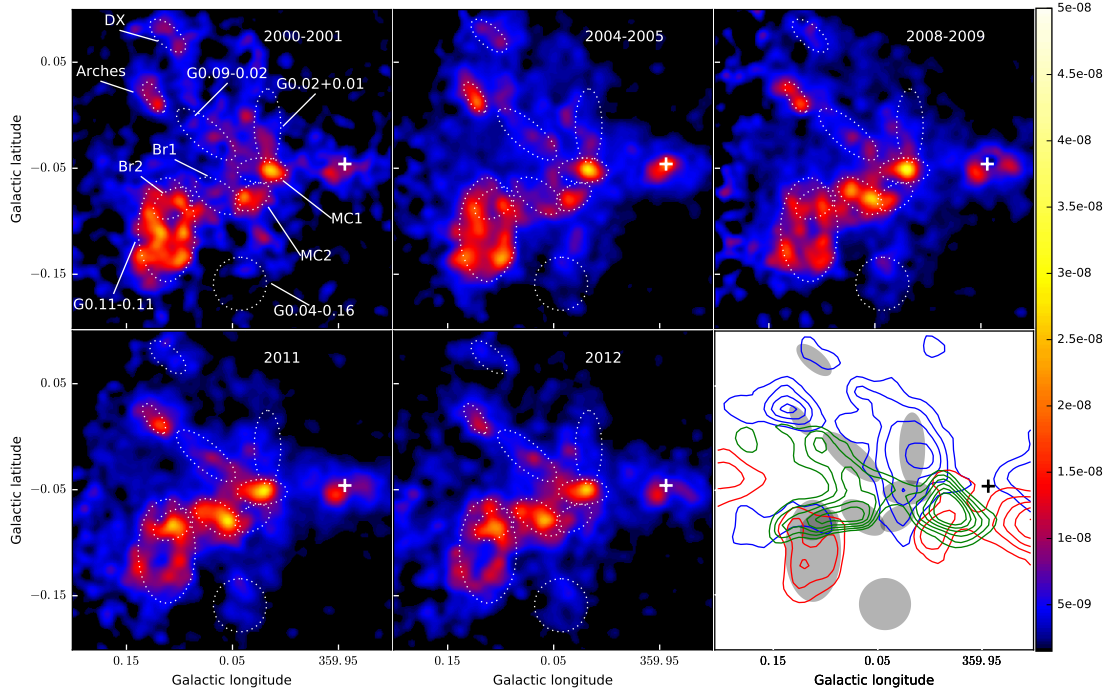 2000-2001
DX
Arches
G0.09-0.02
G0.02+0.01
Br1
Br2
MC1
MC2
G0.11-0.11
G0.04-0.16
2004-2005
2008-2009
2011
2012
Galactic latitude
0.05
−0.05
−0.15
Galactic latitude
0.05
−0.05
−0.15
0.15
0.05
359.95
Galactic longitude
0.15
0.05
359.95
Galactic longitude
0.15
0.05
359.95
Galactic longitude
5e-08
4.5e-08
4e-08
3.5e-08
3e-08
2.5e-08
2e-08
1.5e-08
1e-08
5e-09